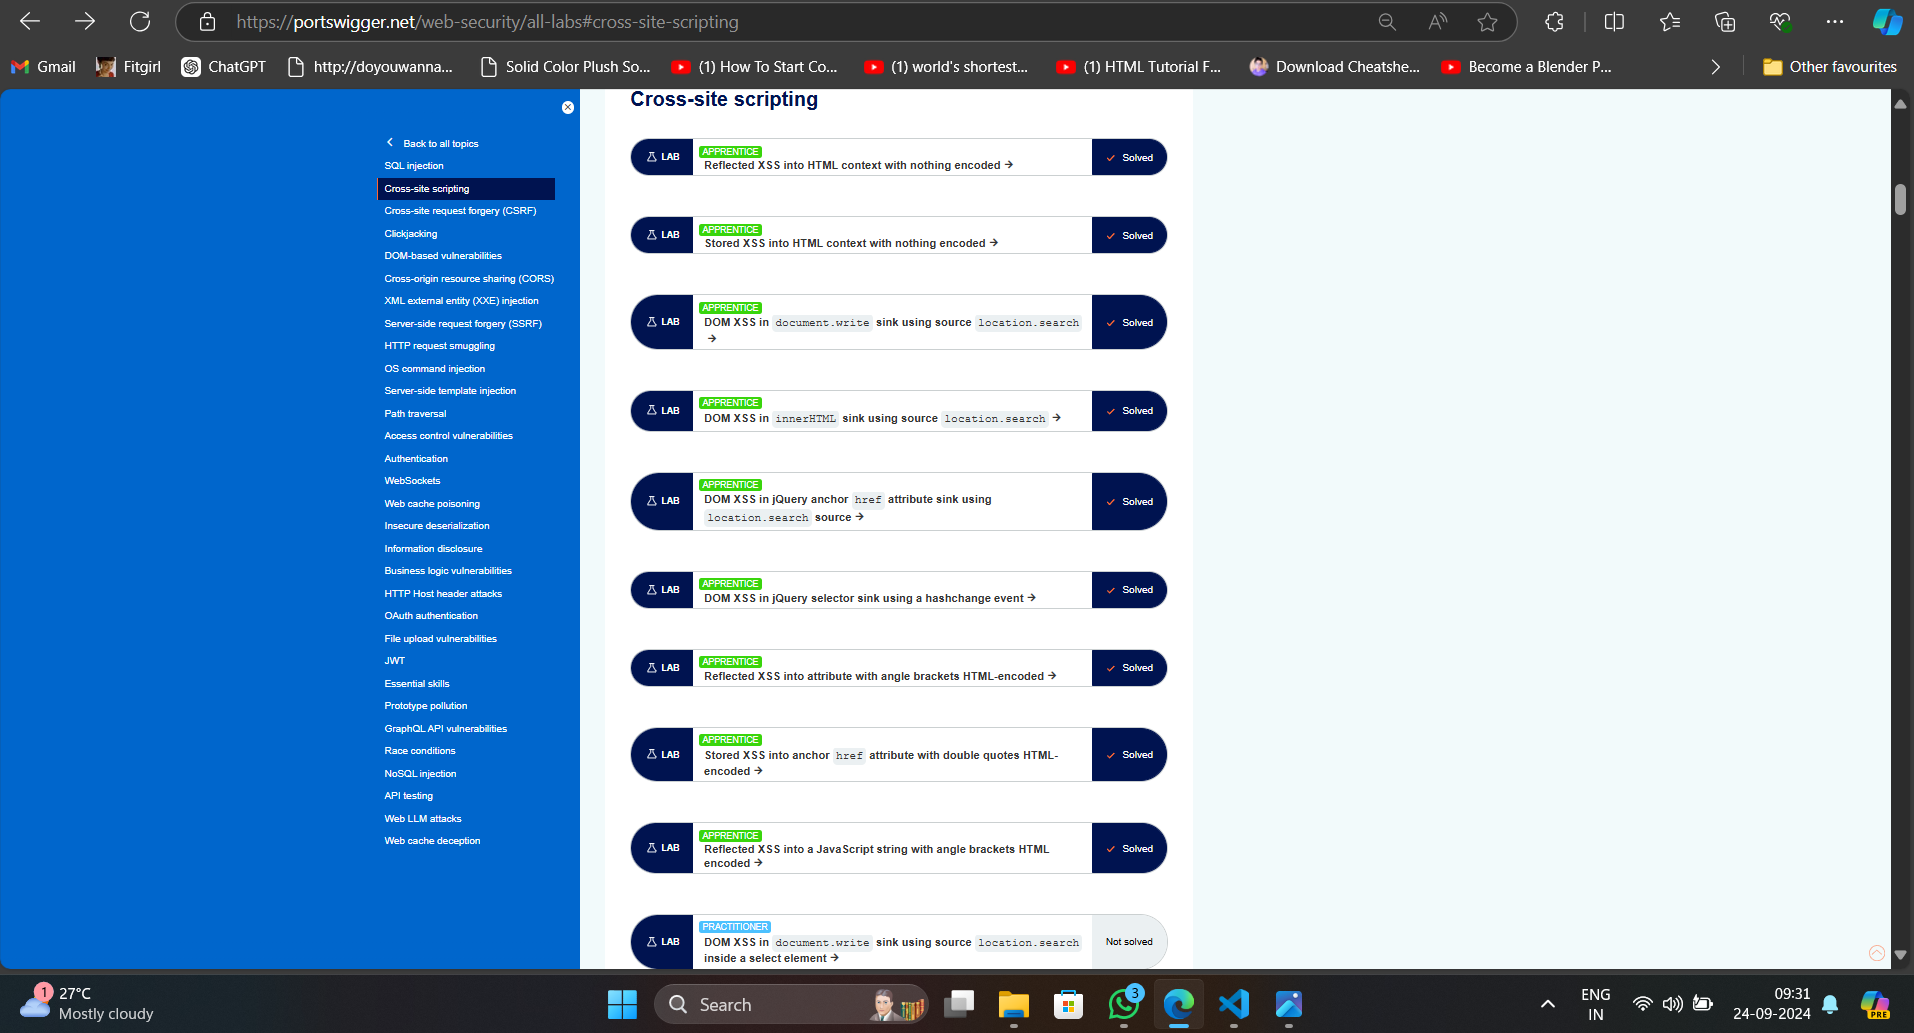 https://portswigger.net/web-security/all-labs#cross-site-scripting
Gmail
Fitgirl
ChatGPT
http://doyouwanna...
Solid Color Plush So...
(1) How To Start Co...
(1) world's shortest...
(1) HTML Tutorial F...
Download Cheatshe...
Become a Blender P...
Other favourites
Back to all topics
SQL injection
Cross-site scripting
Cross-site request forgery (CSRF)
Clickjacking
DOM-based vulnerabilities
Cross-origin resource sharing (CORS)
XML external entity (XXE) injection
Server-side request forgery (SSRF)
HTTP request smuggling
OS command injection
Server-side template injection
Path traversal
Access control vulnerabilities
Authentication
WebSockets
Web cache poisoning
Insecure deserialization
Information disclosure
Business logic vulnerabilities
HTTP Host header attacks
OAuth authentication
File upload vulnerabilities
JWT
Essential skills
Prototype pollution
GraphQL API vulnerabilities
Race conditions
NoSQL injection
API testing
Web LLM attacks
Web cache deception
Cross-site scripting
LAB
APPRENTICE
Reflected XSS into HTML context with nothing encoded →
Solved
LAB
APPRENTICE
Stored XSS into HTML context with nothing encoded →
Solved
LAB
APPRENTICE
DOM XSS in document.write sink using source location.search
→
Solved
LAB
APPRENTICE
DOM XSS in innerHTML sink using source location.search →
Solved
LAB
APPRENTICE
DOM XSS in jQuery anchor href attribute sink using
location.search source →
Solved
LAB
APPRENTICE
DOM XSS in jQuery selector sink using a hashchange event →
Solved
LAB
APPRENTICE
Reflected XSS into attribute with angle brackets HTML-encoded →
Solved
LAB
APPRENTICE
Stored XSS into anchor href attribute with double quotes HTML-
encoded →
Solved
LAB
APPRENTICE
Reflected XSS into a JavaScript string with angle brackets HTML
encoded →
Solved
LAB
PRACTITIONER
DOM XSS in document.write sink using source location.search
inside a select element →
Not solved
1
27°C
Mostly cloudy
Search
3
ENG
IN
09:31
24-09-2024
PRE